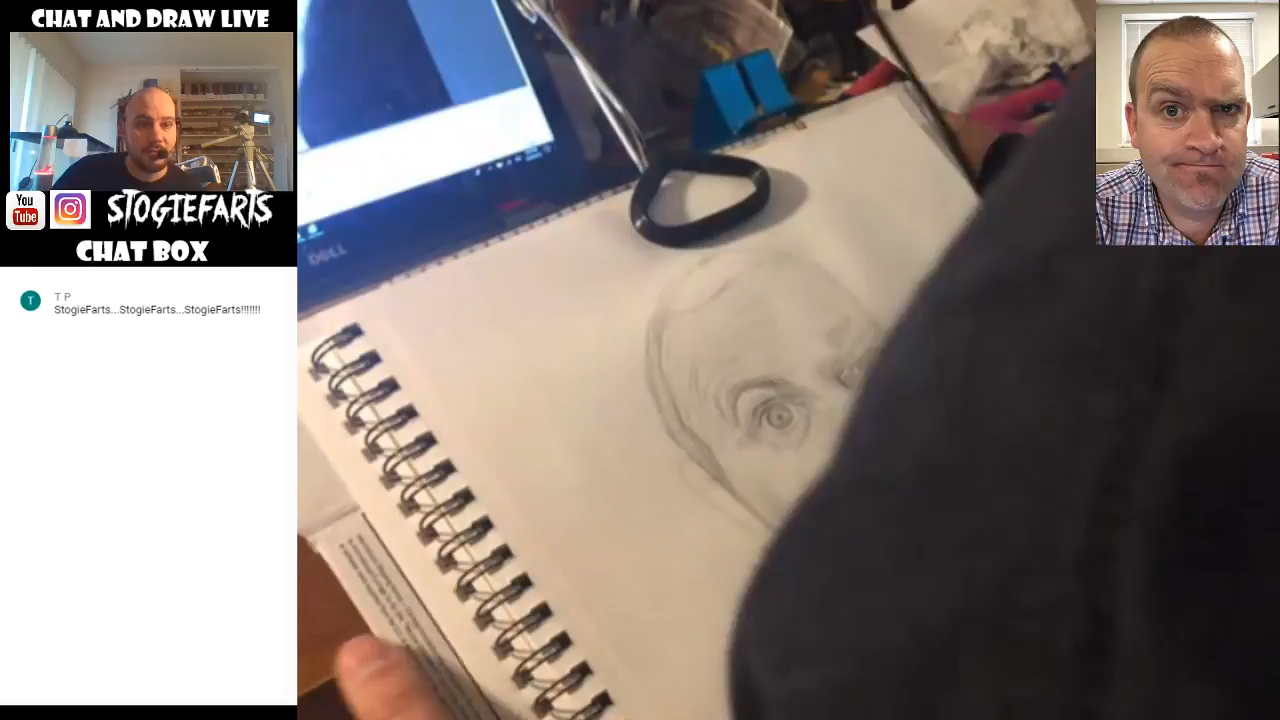 CHAT AND DRAW LIVE
You
Tube
STOGIEFARTS
CHAT BOX
T
T P
StogieFarts...StogieFarts...StogieFarts!!!!!!!
DELL